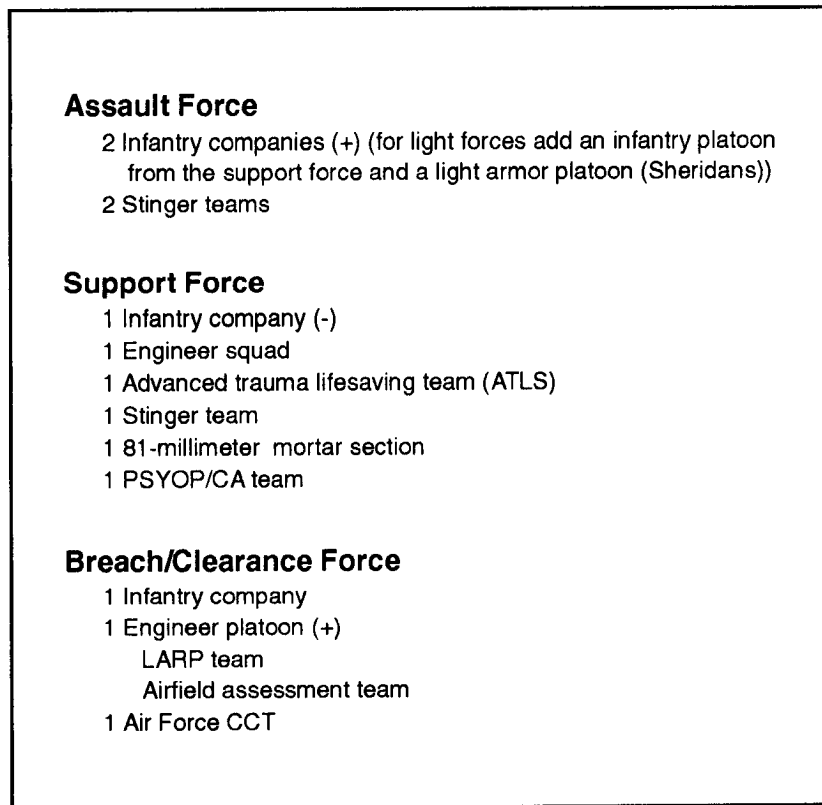 Assault Force
2 Infantry companies (+) (for light forces add an infantry platoon
from the support force and a light armor platoon (Sheridans))
2 Stinger teams
Support Force
1 Infantry company (-)
1 Engineer squad
1 Advanced trauma lifesaving team (ATLS)
1 Stinger team
1 81-millimeter mortar section
1 PSYOP/CA team
Breach/Clearance Force
1 Infantry company
1 Engineer platoon (+)
LARP team
Airfield assessment team
1 Air Force CCT